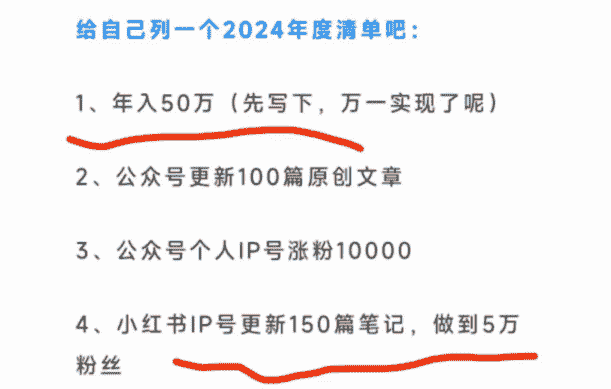 给自己列一个2024年度清单吧：
1、年入50万（先写下，万一实现了呢）
2、公众号更新100篇原创文章
3、公众号个人IP号涨粉10000
4、小红书IP号更新150篇笔记，做到5万
粉丝